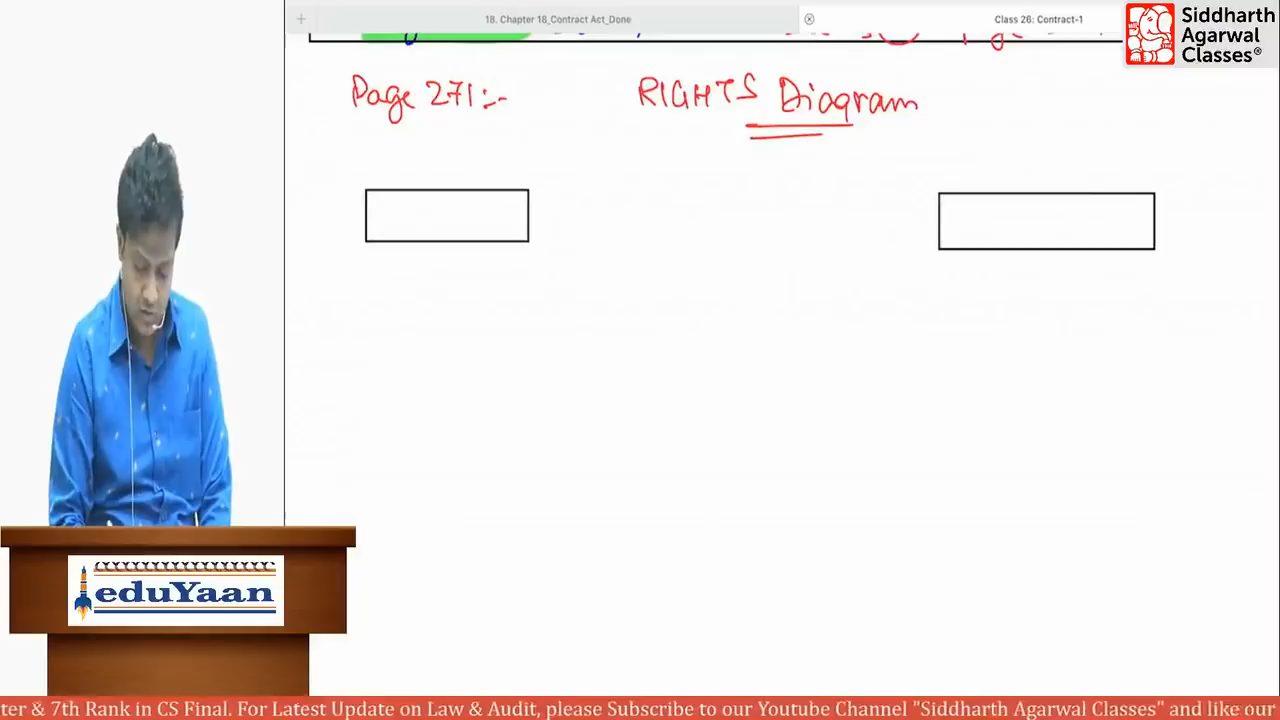 18. Chapter 18_Contract Act_Done
Class 26: Contract-1
Siddharth
Agarwal
Classes®
Page 271:-
RIGHTS Diagram
eduYaan
ter & 7th Rank in CS Final. For Latest Update on Law & Audit, please Subscribe to our Youtube Channel "Siddharth Agarwal Classes" and like our